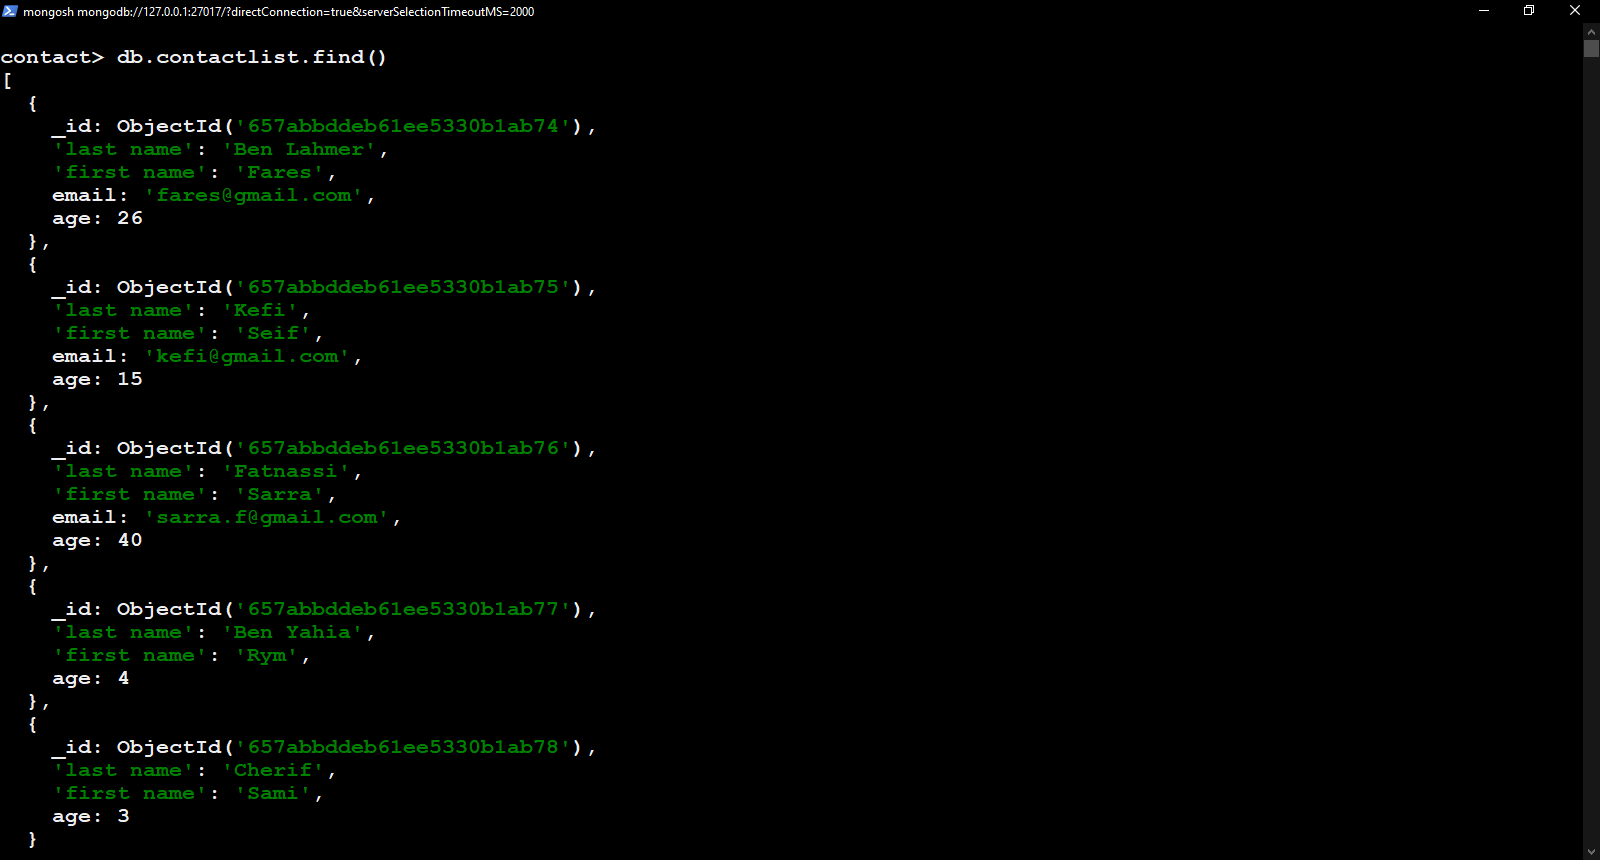 mongosh mongodb://127.0.0.1:27017/?directConnection=true&serverSelectionTimeoutMS=2000
contact> db.contactlist.find()
[
  {
    _id: ObjectId('657abbddeb61ee5330b1ab74'),
    'last name': 'Ben Lahmer',
    'first name': 'Fares',
    email: 'fares@gmail.com',
    age: 26
  },
  {
    _id: ObjectId('657abbddeb61ee5330b1ab75'),
    'last name': 'Kefi',
    'first name': 'Seif',
    email: 'kefi@gmail.com',
    age: 15
  },
  {
    _id: ObjectId('657abbddeb61ee5330b1ab76'),
    'last name': 'Fatnassi',
    'first name': 'Sarra',
    email: 'sarra.f@gmail.com',
    age: 40
  },
  {
    _id: ObjectId('657abbddeb61ee5330b1ab77'),
    'last name': 'Ben Yahia',
    'first name': 'Rym',
    age: 4
  },
  {
    _id: ObjectId('657abbddeb61ee5330b1ab78'),
    'last name': 'Cherif',
    'first name': 'Sami',
    age: 3
  }